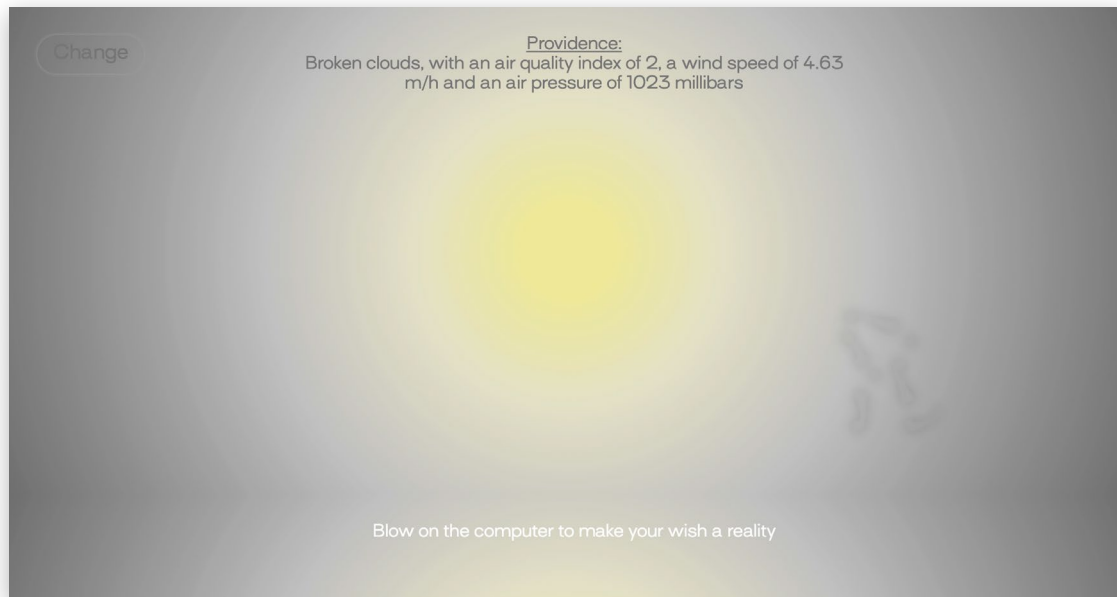 Change
Providence:
Broken clouds, with an air quality index of 2, a wind speed of 4.63
m/h and an air pressure of 1023 millibars
Blow on the computer to make your wish a reality